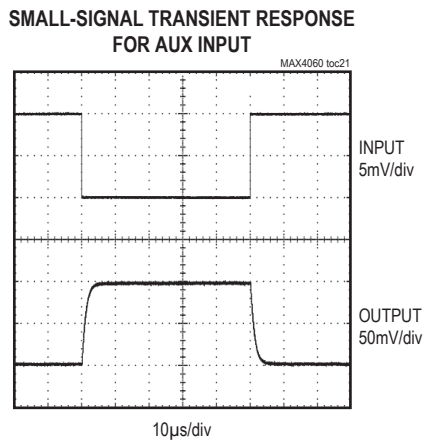 SMALL-SIGNAL TRANSIENT RESPONSE
FOR AUX INPUT
MAX4060 toc21
INPUT
5mV/div
OUTPUT
50mV/div
10µs/div